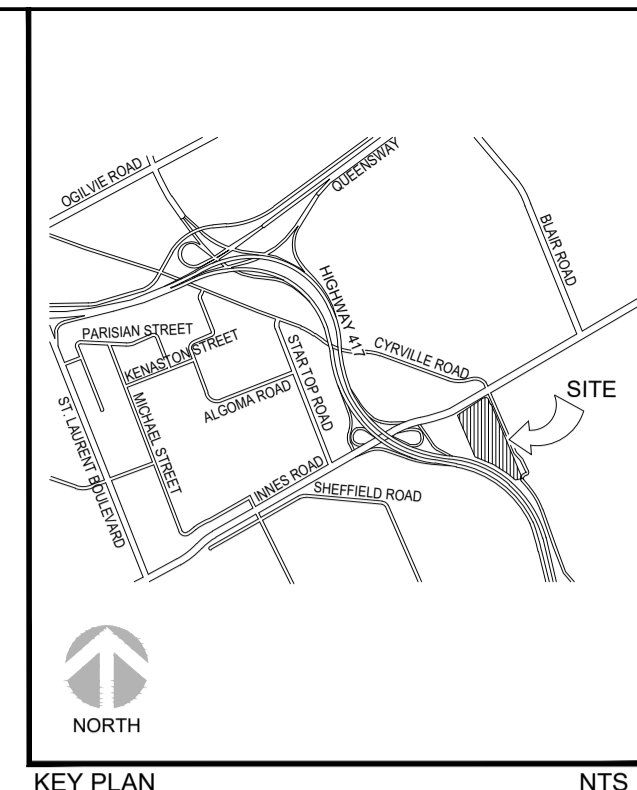 OGILVIE ROAD
QUEENSWAY
BLAIR ROAD
HIGHWAY 417
PARISIAN STREET
KENASTON STREET
CYRVILLE ROAD
STAR TOP ROAD
SITE
ALGOMA ROAD
MICHAEL STREET
ST. LAURENT BOULEVARD
INNES ROAD
SHEFFIELD ROAD
NORTH
KEY PLAN NTS